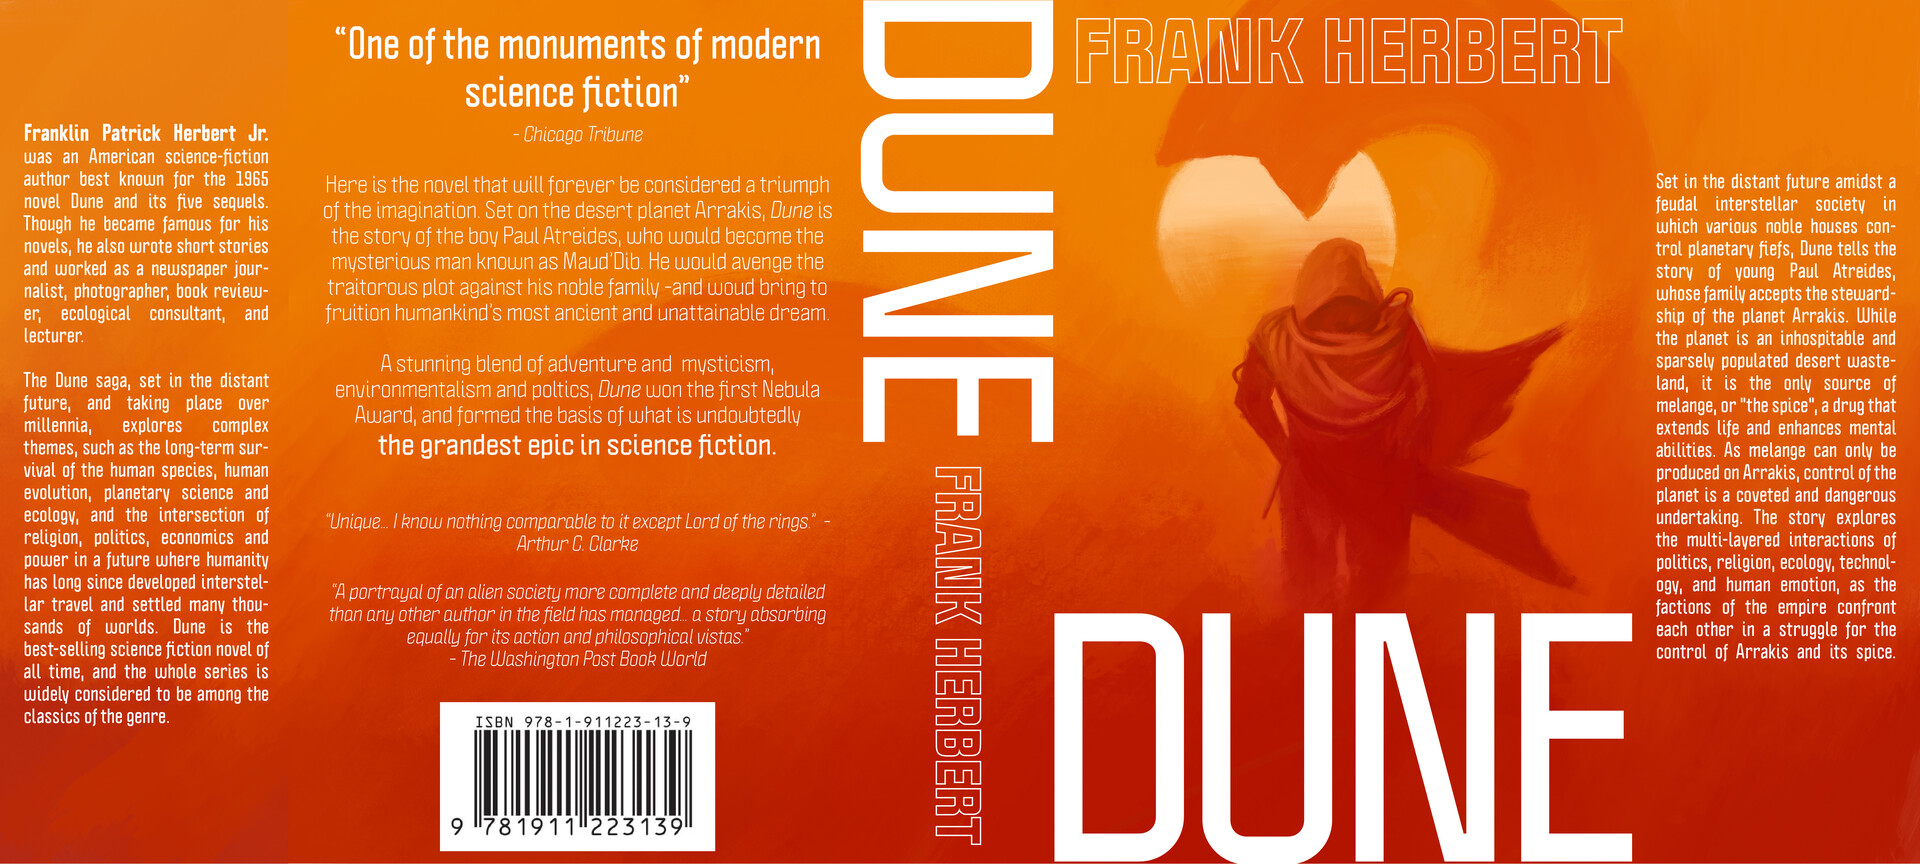 Franklin Patrick Herbert Jr.
was an American science-fiction
author best known for the 1965
novel Dune and its five sequels.
Though he became famous for his
novels, he also wrote short stories
and worked as a newspaper jour-
nalist, photographer, book review-
er, ecological consultant, and
lecturer.
The Dune saga, set in the distant
future, and taking place over
millennia, explores complex
themes, such as the long-term sur-
vival of the human species, human
evolution, planetary science and
ecology, and the intersection of
religion, politics, economics and
power in a future where humanity
has long since developed interstel-
lar travel and settled many thou-
sands of worlds. Dune is the
best-selling science fiction novel of
all time, and the whole series is
widely considered to be among the
classics of the genre.
“One of the monuments of modern
science fiction”
- Chicago Tribune
Here is the novel that will forever be considered a triumph
of the imagination. Set on the desert planet Arrakis, Dune is
the story of the boy Paul Atreides, who would become the
mysterious man known as Maud’Dib. He would avenge the
traitorous plot against his noble family -and woud bring to
fruition humankind’s most ancient and unattainable dream.
A stunning blend of adventure and mysticism,
environmentalism and poltics, Dune won the first Nebula
Award, and formed the basis of what is undoubtedly
the grandest epic in science fiction.
“Unique... I know nothing comparable to it except Lord of the rings.” -
Arthur C. Clarke
“A portrayal of an alien society more complete and deeply detailed
than any other author in the field has managed... a story absorbing
equally for its action and philosophical vistas.”
- The Washington Post Book World
ISBN 978-1-911223-13-9
9 781911 223139
DUNE
FRANK HERBERT
FRANK HERBERT
DUNE
Set in the distant future amidst a
feudal interstellar society in
which various noble houses con-
trol planetary fiefs, Dune tells the
story of young Paul Atreides,
whose family accepts the steward-
ship of the planet Arrakis. While
the planet is an inhospitable and
sparsely populated desert waste-
land, it is the only source of
melange, or "the spice", a drug that
extends life and enhances mental
abilities. As melange can only be
produced on Arrakis, control of the
planet is a coveted and dangerous
undertaking. The story explores
the multi-layered interactions of
politics, religion, ecology, technol-
ogy, and human emotion, as the
factions of the empire confront
each other in a struggle for the
control of Arrakis and its spice.